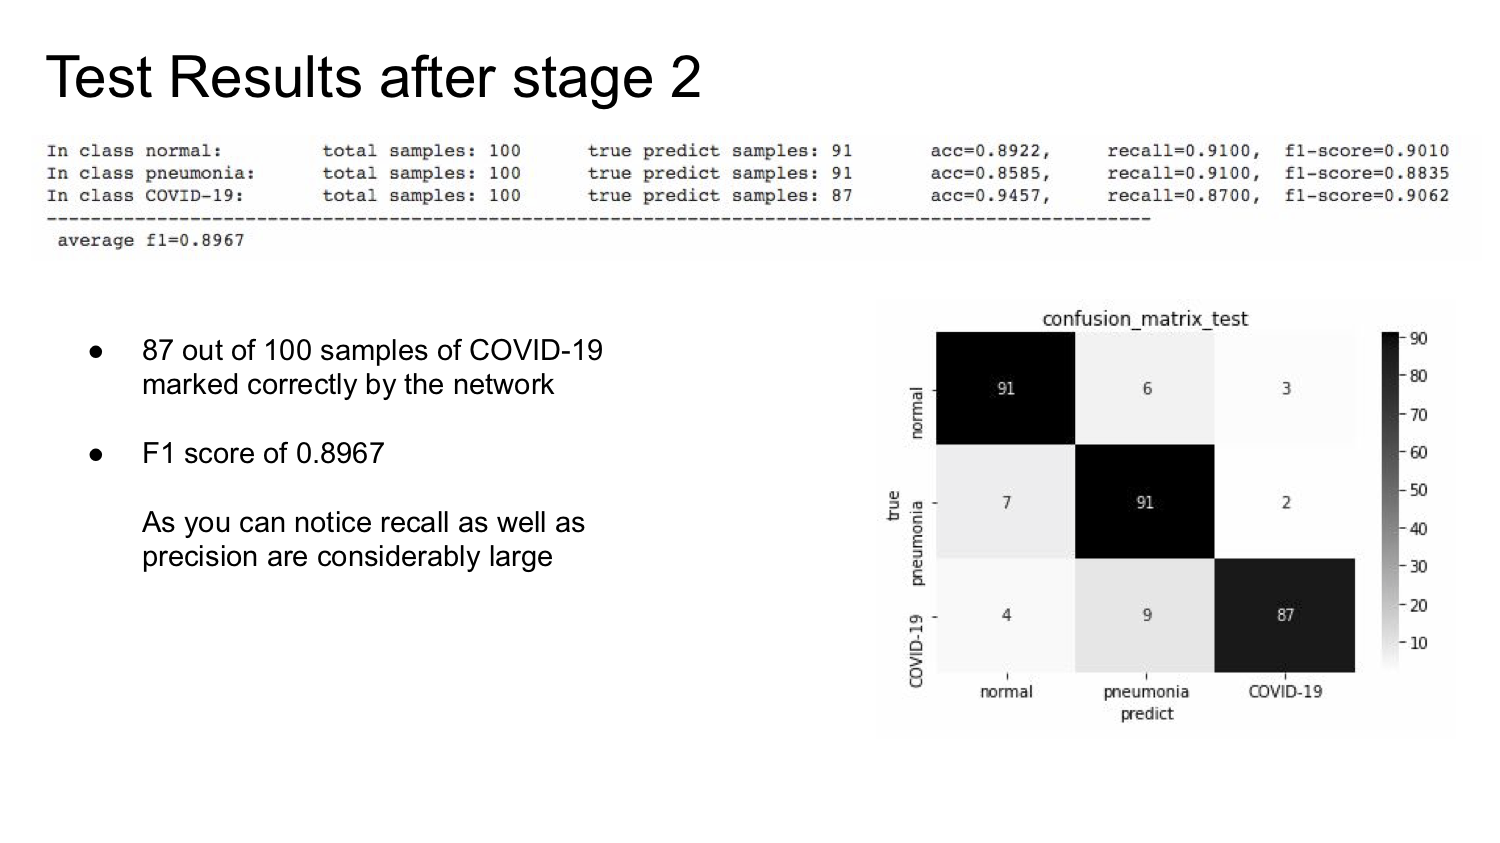 Test Results after stage 2
In class normal: total samples: 100 true predict samples: 91 acc=0.8922, recall=0.9100, f1-score=0.9010
In class pneumonia: total samples: 100 true predict samples: 91 acc=0.8585, recall=0.9100, f1-score=0.8835
In class COVID-19: total samples: 100 true predict samples: 87 acc=0.9457, recall=0.8700, f1-score=0.9062
----------------------------------------------------------------------------------------------------
average f1=0.8967
● 87 out of 100 samples of COVID-19
marked correctly by the network
● F1 score of 0.8967
As you can notice recall as well as
precision are considerably large
confusion_matrix_test
true
normal 91 6 3
pneumonia 7 91 2
COVID-19 4 9 87
normal pneumonia COVID-19
predict
90
80
70
60
50
40
30
20
10